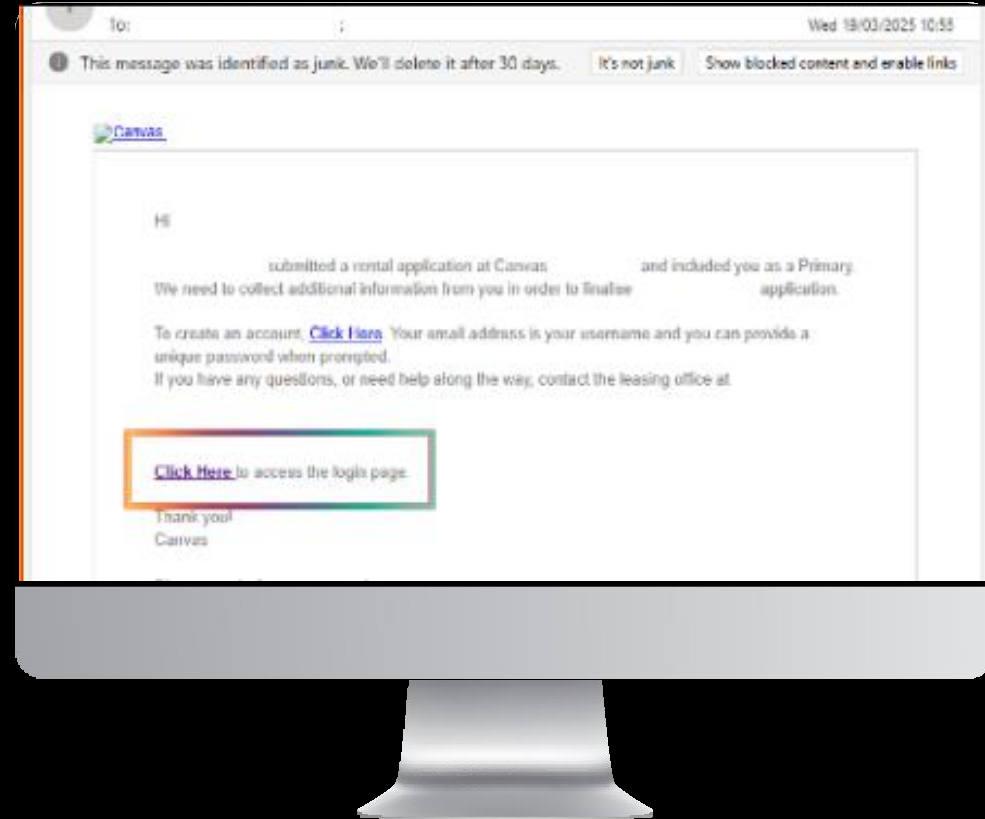 To: ;
Wed 19/03/2025 10:55
This message was identified as junk. We'll delete it after 30 days. It's not junk Show blocked content and enable links
Canvas
Hi
submitted a rental application at Canvas and included you as a Primary
We need to collect additional information from you in order to finalise application.
To create an account, Click Here. Your email address is your username and you can provide a
unique password when prompted.
If you have any questions, or need help along the way, contact the leasing office at
Click Here to access the login page.
Thank you!
Canvas